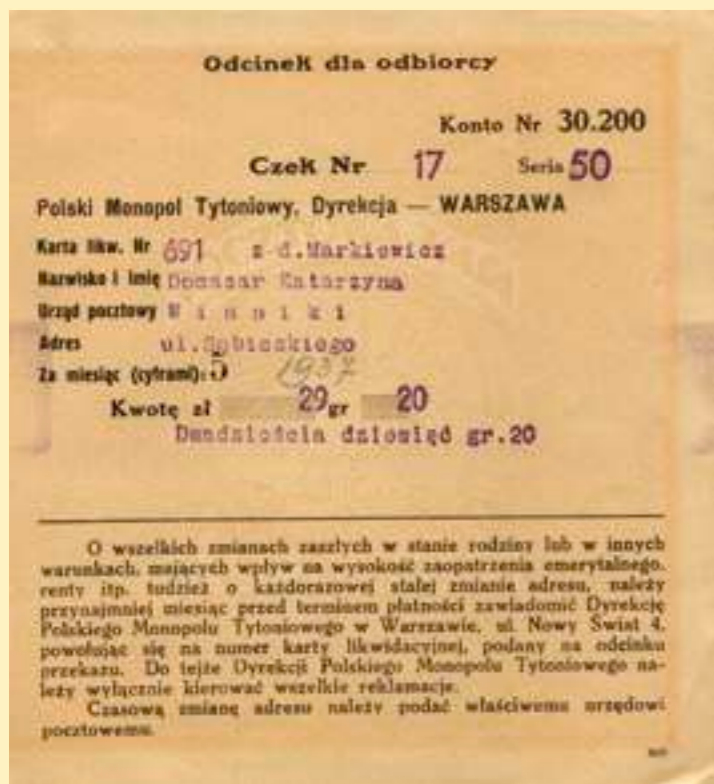 Odcinek dla odbiorcy
Konto Nr 30.200
Czek Nr 17 Seria 50
Polski Monopol Tytoniowy, Dyrekcja — WARSZAWA
Karta likw. Nr 691 z d.Markiewicz
Nazwisko i imię Katarzyna
Urząd pocztowy W i n n i k i
Adres ul.Sobieskiego
Za miesiąc (cyframi): 5 1937
Kwotę zł 29 gr 20
Dwadzieścia dziewięć gr.20
O wszelkich zmianach zaszłych w stanie rodziny lub w innych
warunkach, mających wpływ na wysokość zaopatrzenia emerytalnego,
renty itp. tudzież o każdorazowej stałej zmianie adresu, należy
przynajmniej miesiąc przed terminem płatności zawiadomić Dyrekcję
Polskiego Monopolu Tytoniowego w Warszawie, ul. Nowy Świat 4,
powołując się na numer karty likwidacyjnej, podany na odcinku
przekazu. Do tejże Dyrekcji Polskiego Monopolu Tytoniowego na-
leży wyłącznie kierować wszelkie reklamacje.
Czasową zmianę adresu należy podać właściwemu urzędowi
pocztowemu.